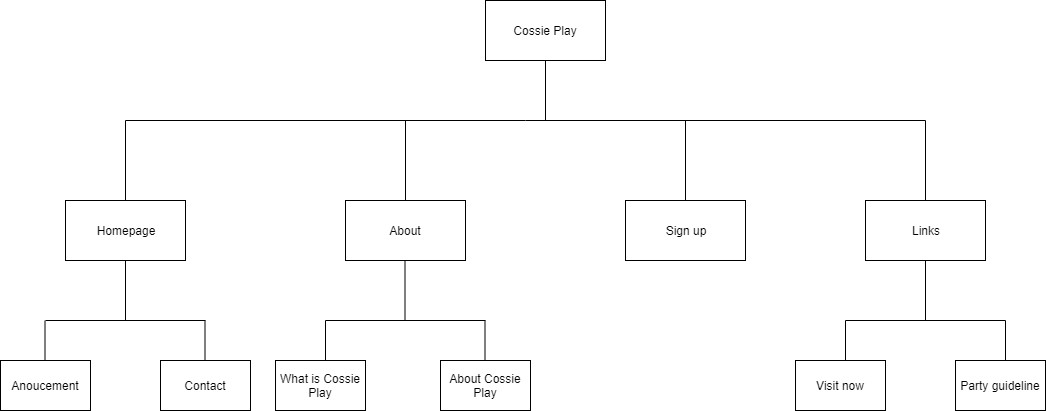 Cossie Play
Homepage
About
Sign up
Links
Anoucement
Contact
What is Cossie
Play
About Cossie
Play
Visit now
Party guideline